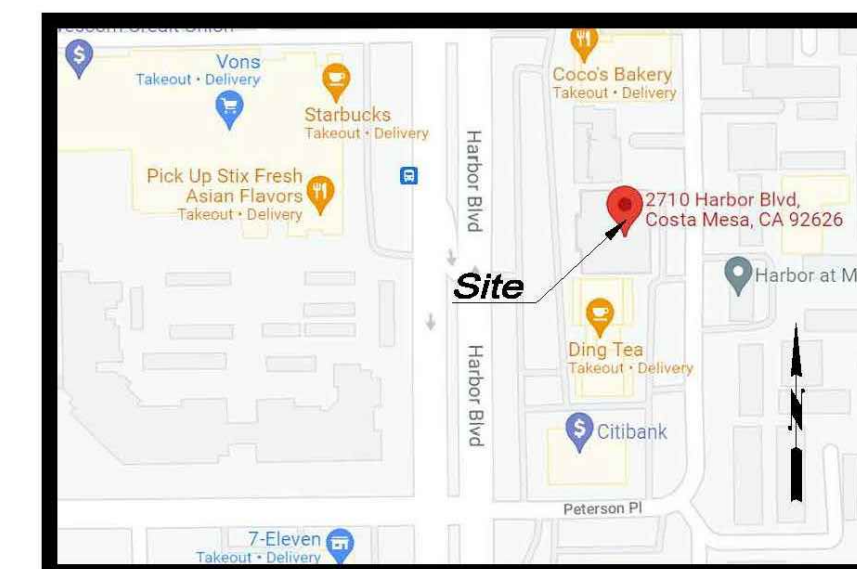 Vons
Takeout • Delivery
Starbucks
Takeout • Delivery
Coco's Bakery
Takeout • Delivery
Harbor Blvd
Pick Up Stix Fresh
Asian Flavors
Takeout • Delivery
2710 Harbor Blvd,
Costa Mesa, CA 92626
Site
Harbor at M
Ding Tea
Takeout • Delivery
Harbor Blvd
Citibank
Peterson Pl
7-Eleven
Takeout • Delivery
N